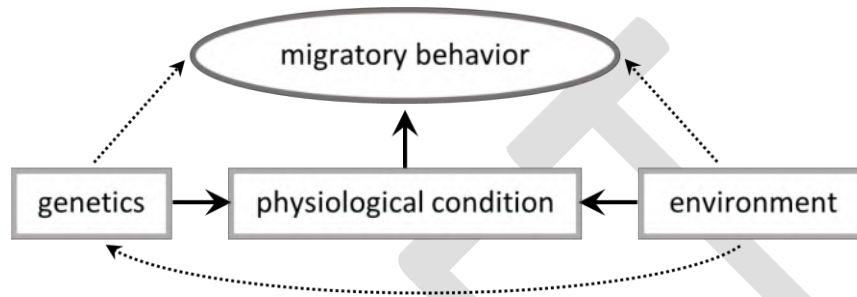 migratory behavior
genetics
physiological condition
environment